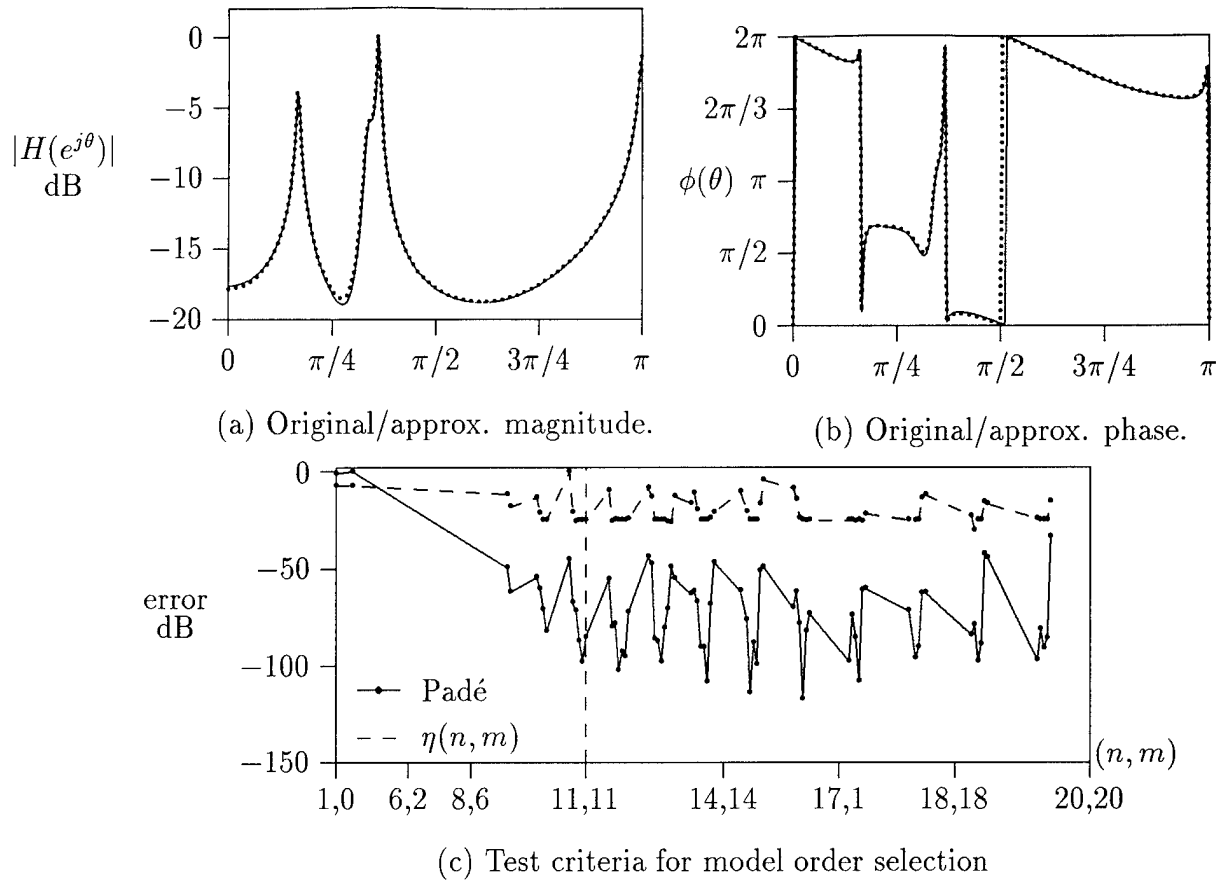 0
−5
−10
−15
−20
|H(e^{jθ})|
dB
0
π/4
π/2
3π/4
π
(a) Original/approx. magnitude.
2π
2π/3
ϕ(θ) π
π/2
0
0
π/4
π/2
3π/4
π
(b) Original/approx. phase.
0
−50
error
dB
−100
−150
Padé
η(n, m)
(n, m)
1,0
6,2
8,6
11,11
14,14
17,1
18,18
20,20
(c) Test criteria for model order selection